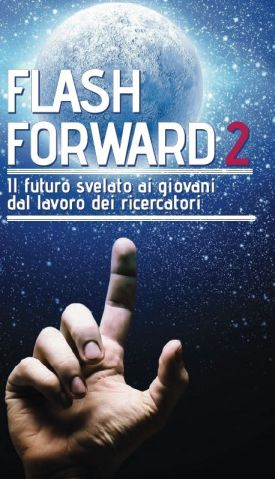 FLASH
FORWARD 2
Il futuro svelato ai giovani
dal lavoro dei ricercatori